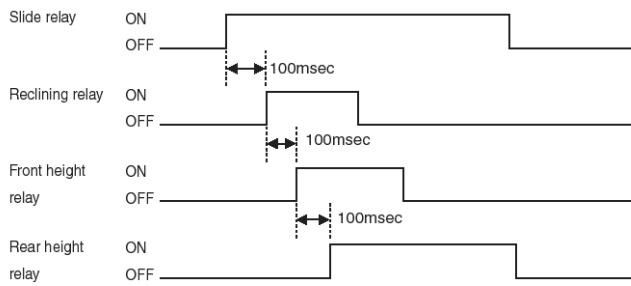 Slide relay ON
OFF
100msec
Reclining relay ON
OFF
100msec
Front height ON
relay OFF
100msec
Rear height ON
relay OFF